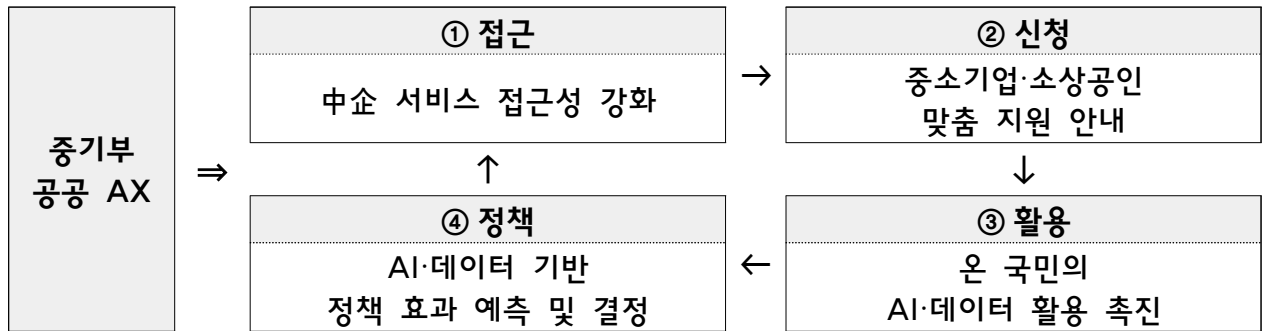 중기부
공공 AX
⇒
① 접근
中企 서비스 접근성 강화
→
② 신청
중소기업·소상공인
맞춤 지원 안내
↑
↓
④ 정책
AI·데이터 기반
정책 효과 예측 및 결정
←
③ 활용
온 국민의
AI·데이터 활용 촉진